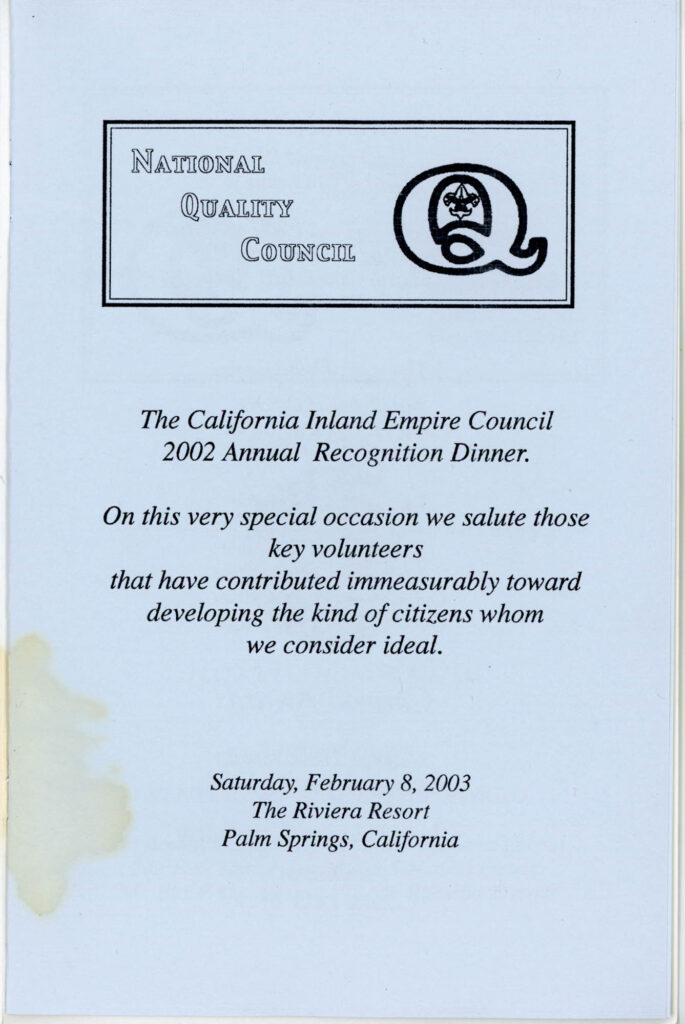 NATIONAL
QUALITY
COUNCIL
Q
The California Inland Empire Council
2002 Annual Recognition Dinner.
On this very special occasion we salute those
key volunteers
that have contributed immeasurably toward
developing the kind of citizens whom
we consider ideal.
Saturday, February 8, 2003
The Riviera Resort
Palm Springs, California